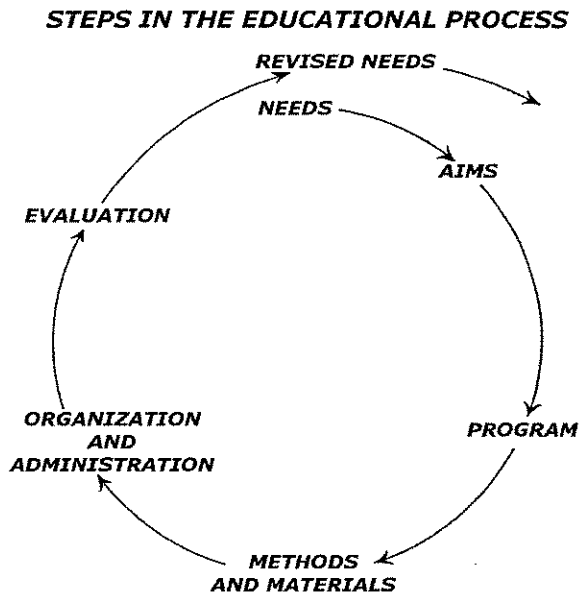 STEPS IN THE EDUCATIONAL PROCESS
REVISED NEEDS
NEEDS
AIMS
PROGRAM
METHODS
AND MATERIALS
ORGANIZATION
AND
ADMINISTRATION
EVALUATION